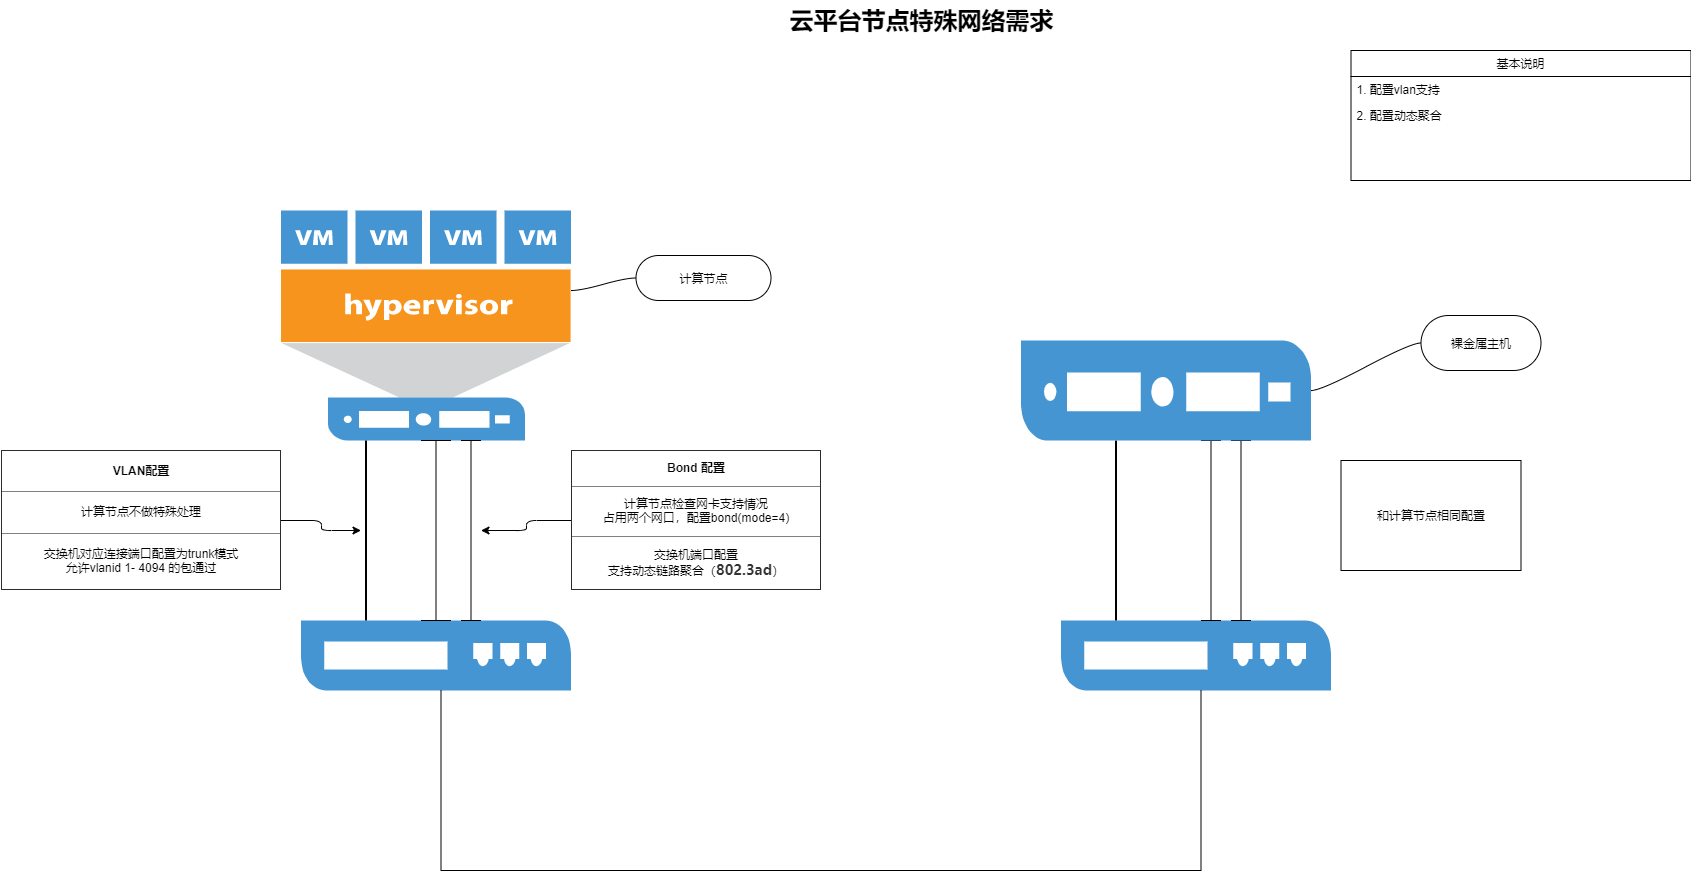 云平台节点特殊网络需求
基本说明
1. 配置vlan支持
2. 配置动态聚合
VM VM VM VM
hypervisor
计算节点
裸金属主机
VLAN配置
计算节点不做特殊处理
交换机对应连接端口配置为trunk模式
允许vlanid 1- 4094 的包通过
Bond 配置
计算节点检查网卡支持情况
占用两个网口，配置bond(mode=4)
交换机端口配置
支持动态链路聚合（802.3ad）
和计算节点相同配置